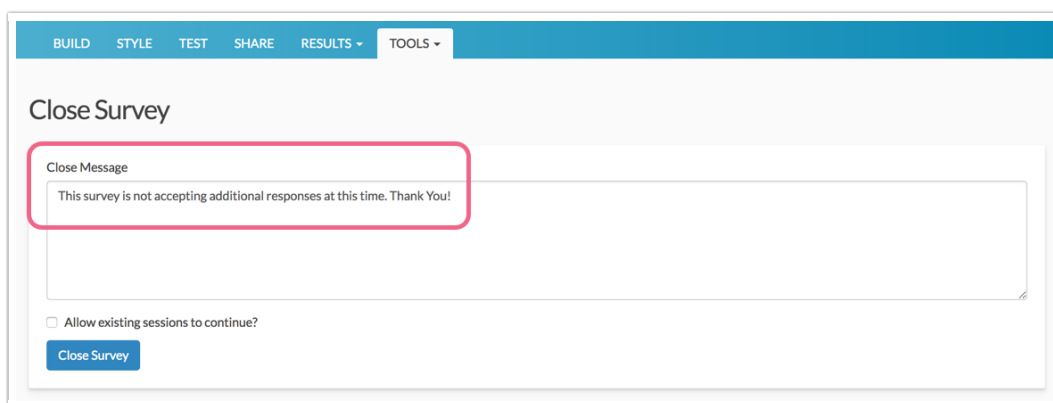 BUILD STYLE TEST SHARE RESULTS TOOLS
Close Survey
Close Message
This survey is not accepting additional responses at this time. Thank You!
Allow existing sessions to continue?
Close Survey